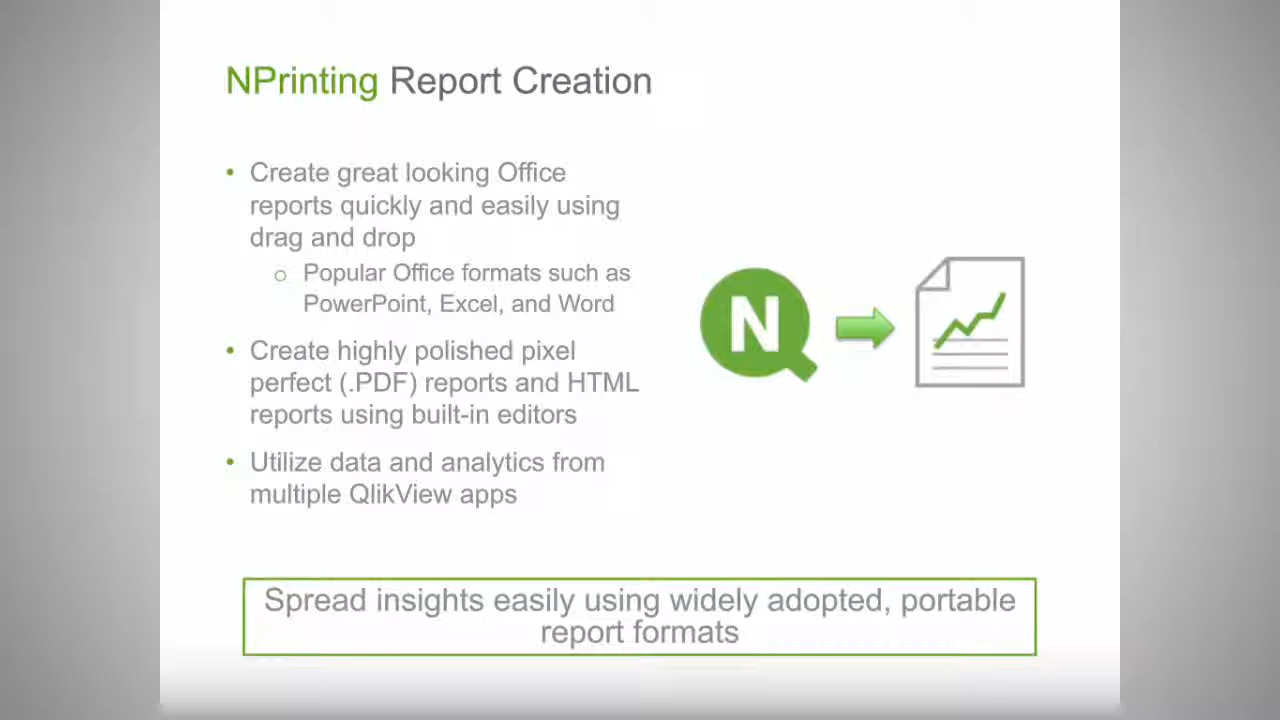 NPrinting Report Creation
• Create great looking Office
reports quickly and easily using
drag and drop
o Popular Office formats such as
PowerPoint, Excel, and Word
• Create highly polished pixel
perfect (.PDF) reports and HTML
reports using built-in editors
• Utilize data and analytics from
multiple QlikView apps
N
Spread insights easily using widely adopted, portable
report formats